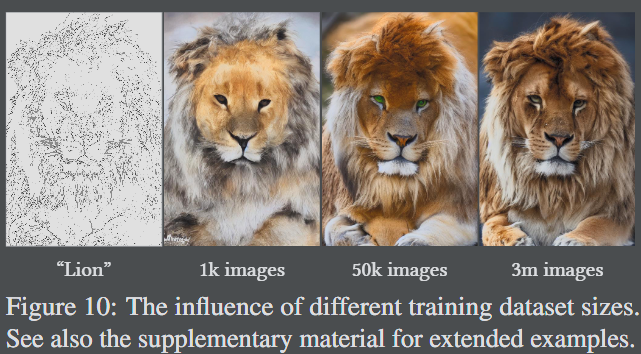 "Lion"
1k images
50k images
3m images
Figure 10: The influence of different training dataset sizes.
See also the supplementary material for extended examples.